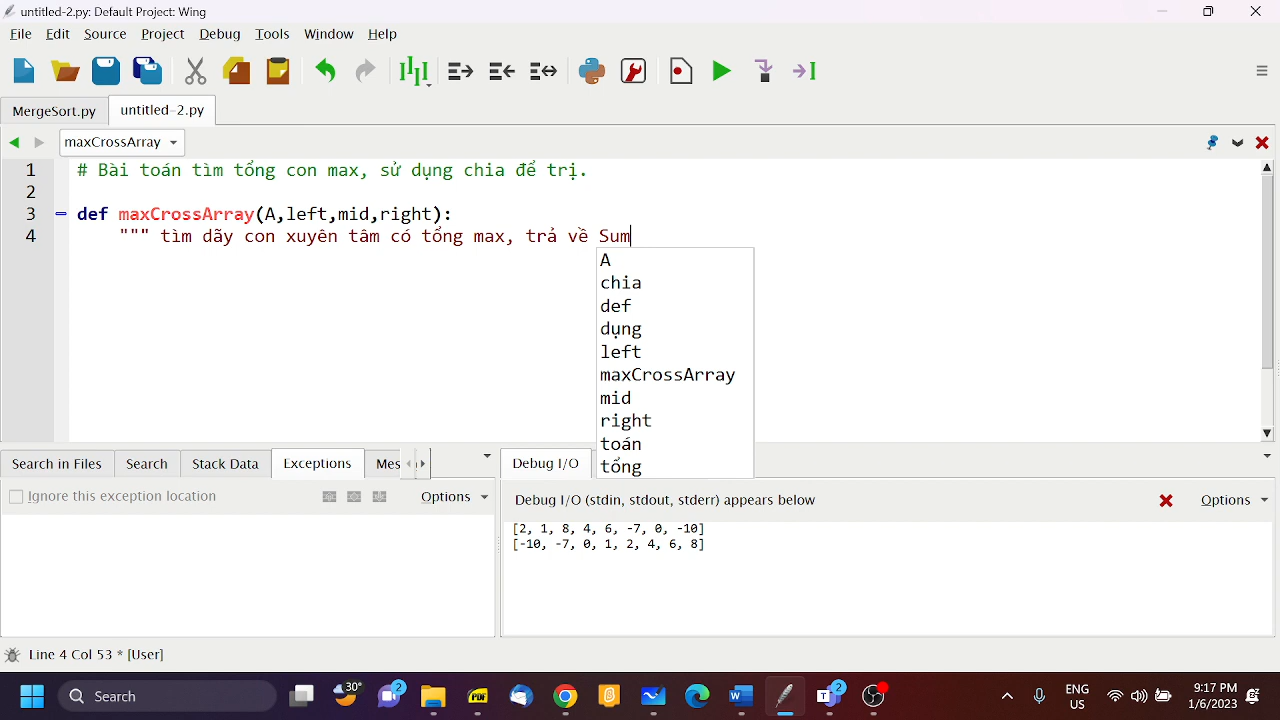 untitled-2.py: Default Project: Wing
File Edit Source Project Debug Tools Window Help
MergeSort.py untitled-2.py
maxCrossArray
1 # Bài toán tìm tổng con max, sử dụng chia để trị.
2
3 def maxCrossArray(A,left,mid,right):
4 """ tìm dãy con xuyên tâm có tổng max, trả về Sum
A
chia
def
dụng
left
maxCrossArray
mid
right
toán
tổng
Search in Files Search Stack Data Exceptions Mes Debug I/O
Ignore this exception location Options Debug I/O (stdin, stdout, stderr) appears below Options
[2, 1, 8, 4, 6, -7, 0, -10]
[-10, -7, 0, 1, 2, 4, 6, 8]
Line 4 Col 53 * [User]
Search 30° 2 PDF 2 ENG US 9:17 PM 1/6/2023